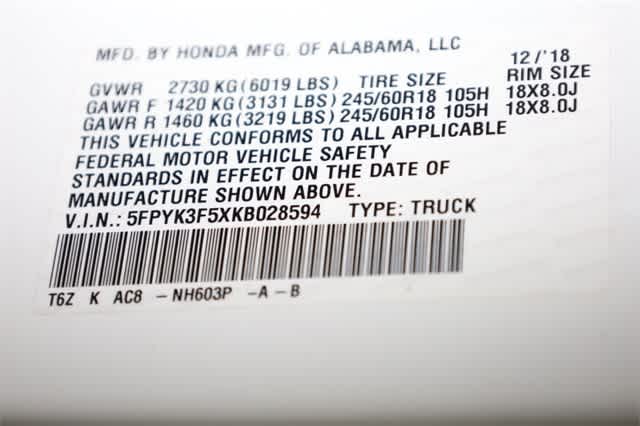 MFD. BY HONDA MFG. OF ALABAMA, LLC 12/'18
GVWR 2730 KG(6019 LBS) TIRE SIZE RIM SIZE
GAWR F 1420 KG(3131 LBS) 245/60R18 105H 18X8.0J
GAWR R 1460 KG(3219 LBS) 245/60R18 105H 18X8.0J
THIS VEHICLE CONFORMS TO ALL APPLICABLE
FEDERAL MOTOR VEHICLE SAFETY
STANDARDS IN EFFECT ON THE DATE OF
MANUFACTURE SHOWN ABOVE.
V.I.N.: 5FPYK3F5XKB028594 TYPE: TRUCK
T6Z K AC8 – NH603P –A – B